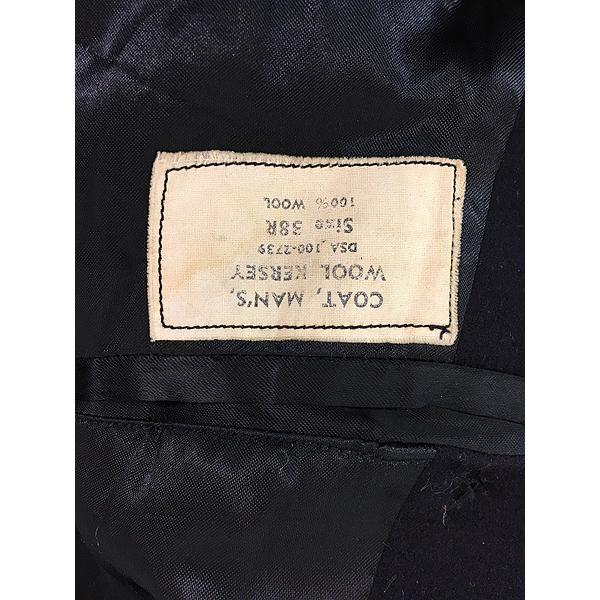 COAT, MAN'S,
WOOL KERSEY
DSA 100-2739
Size 38R
100% WOOL